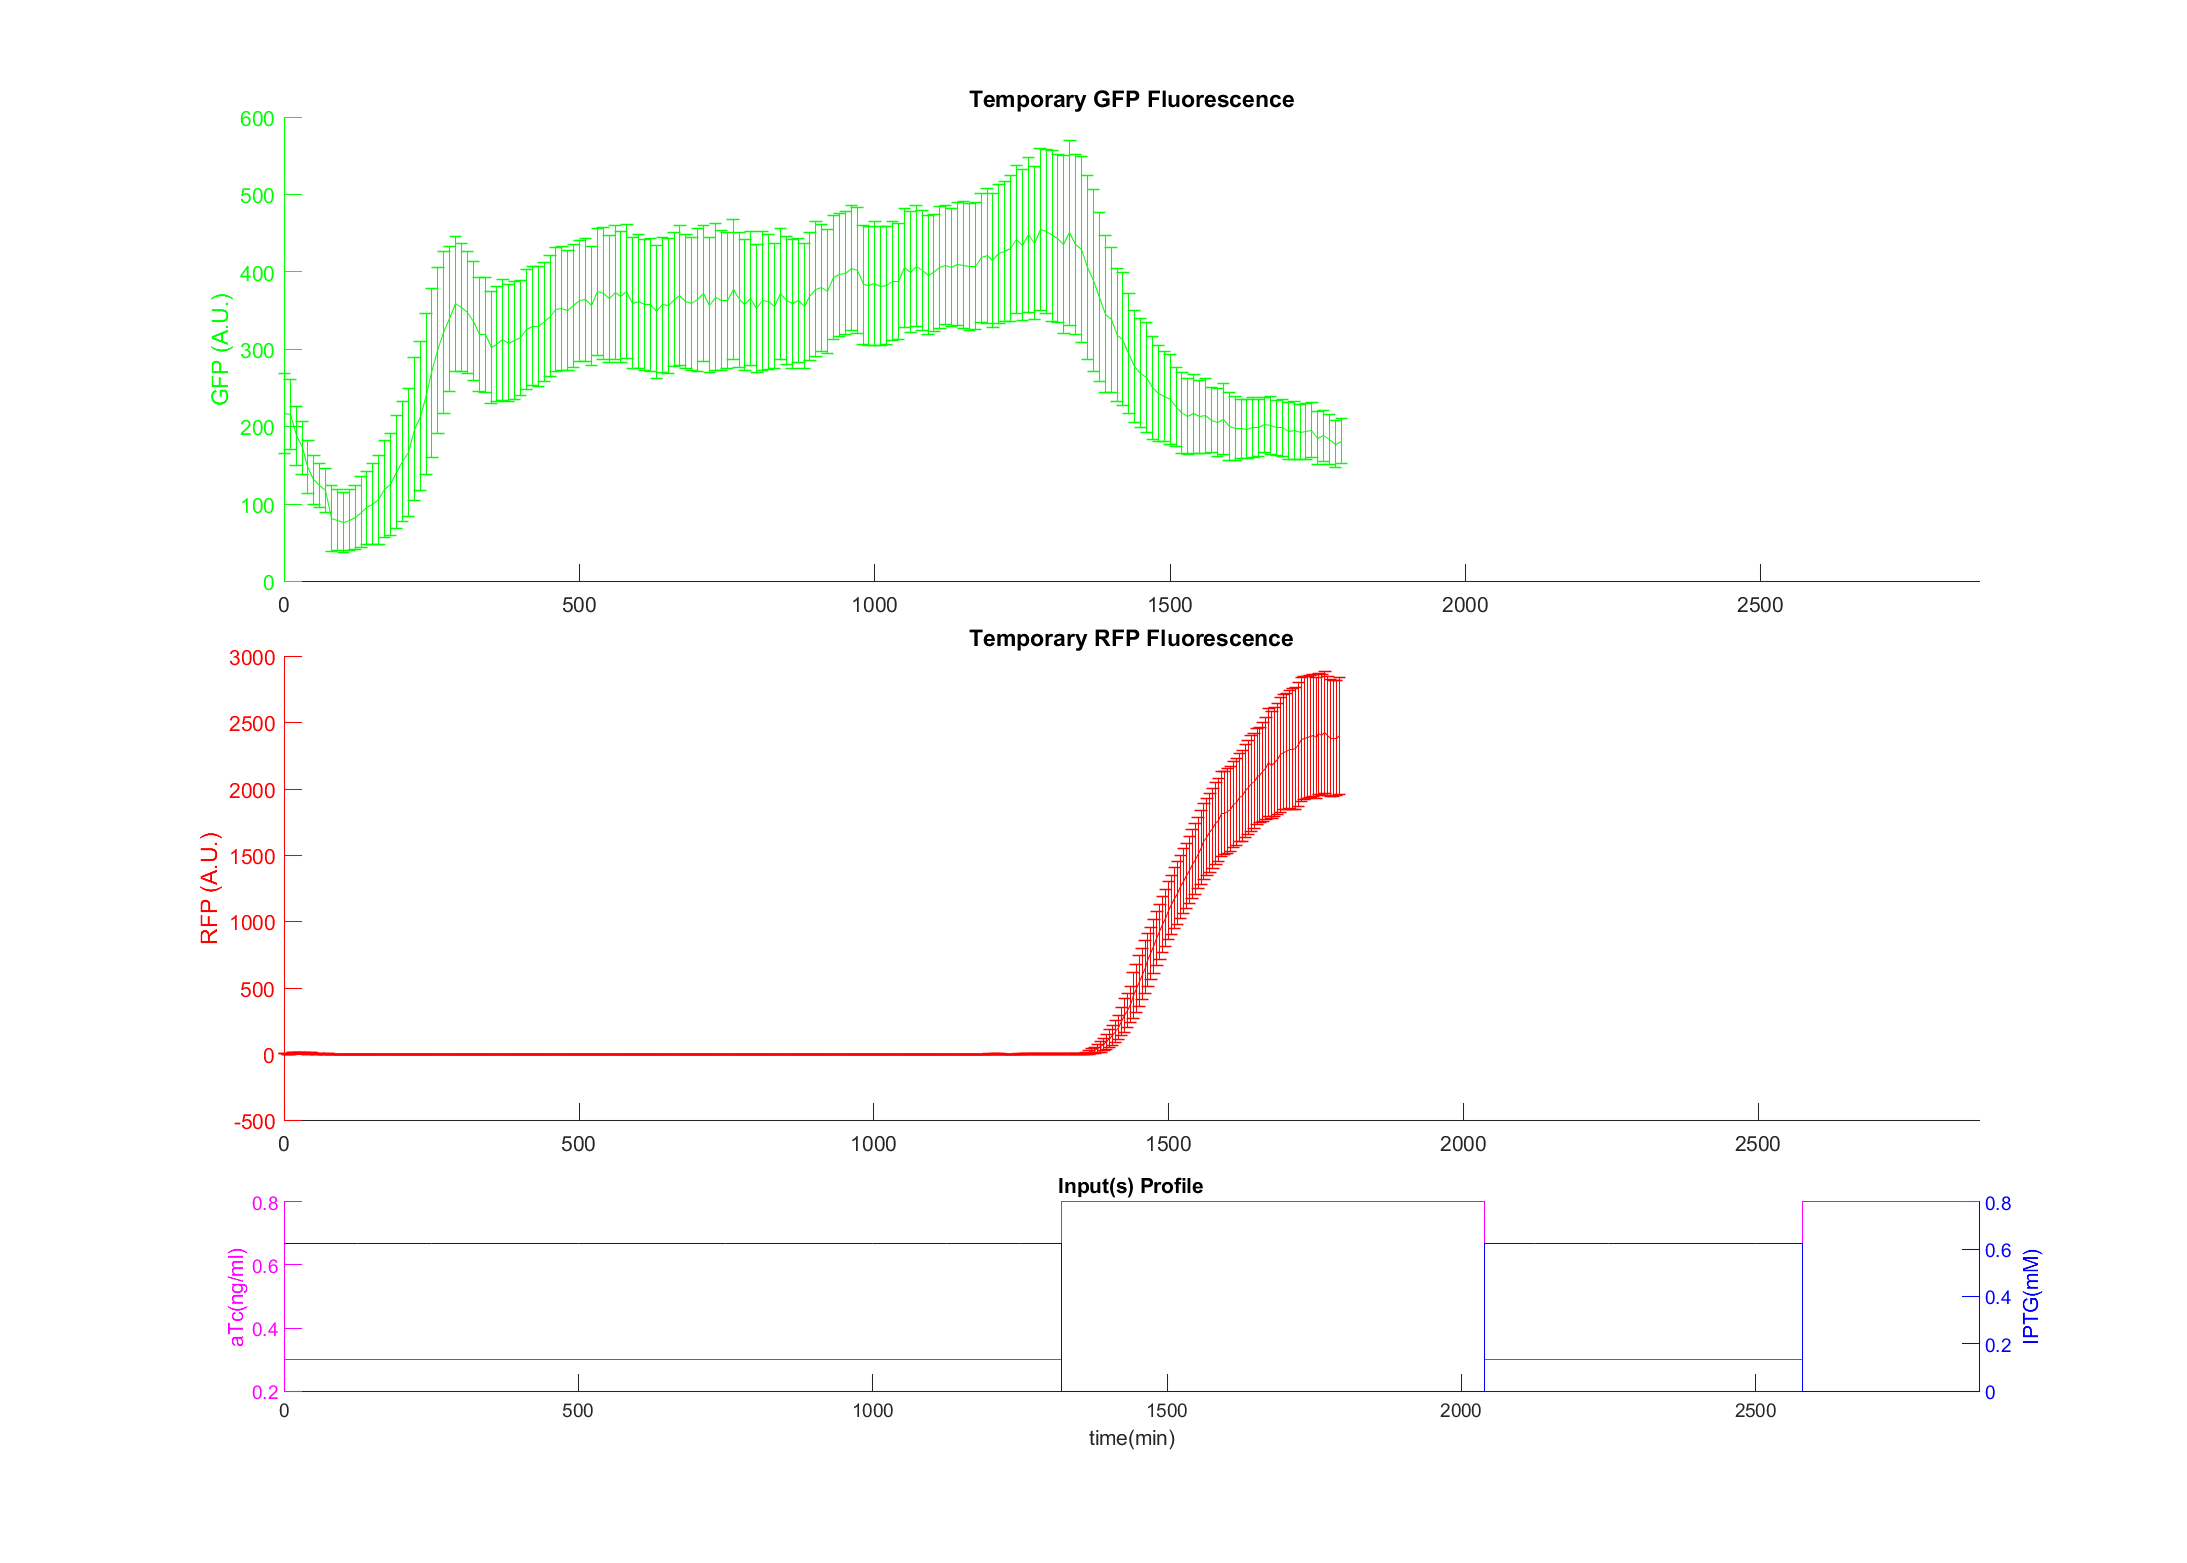 Temporary GFP Fluorescence
600
500
400
300
200
100
0
GFP (A.U.)
0 500 1000 1500 2000 2500
Temporary RFP Fluorescence
3000
2500
2000
1500
1000
500
0
-500
RFP (A.U.)
0 500 1000 1500 2000 2500
Input(s) Profile
0.8
0.6
0.4
0.2
aTc(ng/ml)
0.8
0.6
0.4
0.2
0
IPTG(mM)
0 500 1000 1500 2000 2500
time(min)